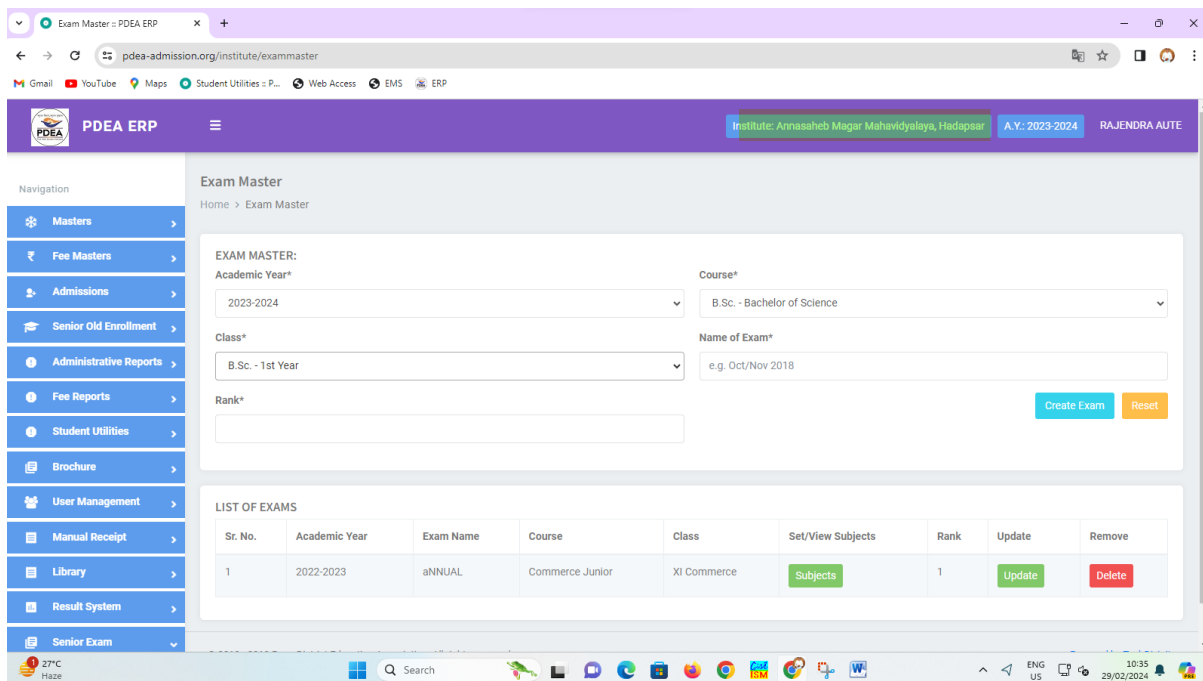 Exam Master :: PDEA ERP
pdea-admission.org/institute/exammaster
Gmail YouTube Maps Student Utilities :: P... Web Access EMS ERP
PDEA
PDEA ERP
Institute: Annasaheb Magar Mahavidyalaya, Hadapsar A.Y.: 2023-2024 RAJENDRA AUTE
Navigation
Masters
Fee Masters
Admissions
Senior Old Enrollment
Administrative Reports
Fee Reports
Student Utilities
Brochure
User Management
Manual Receipt
Library
Result System
Senior Exam
Exam Master
Home > Exam Master
EXAM MASTER:
Academic Year* Course*
2023-2024 B.Sc. - Bachelor of Science
Class* Name of Exam*
B.Sc. - 1st Year e.g. Oct/Nov 2018
Rank*
Create Exam Reset
LIST OF EXAMS
Sr. No. Academic Year Exam Name Course Class Set/View Subjects Rank Update Remove
1 2022-2023 aNNUAL Commerce Junior XI Commerce Subjects 1 Update Delete
1 27°C
Haze
Search
ENG
US
10:35
29/02/2024